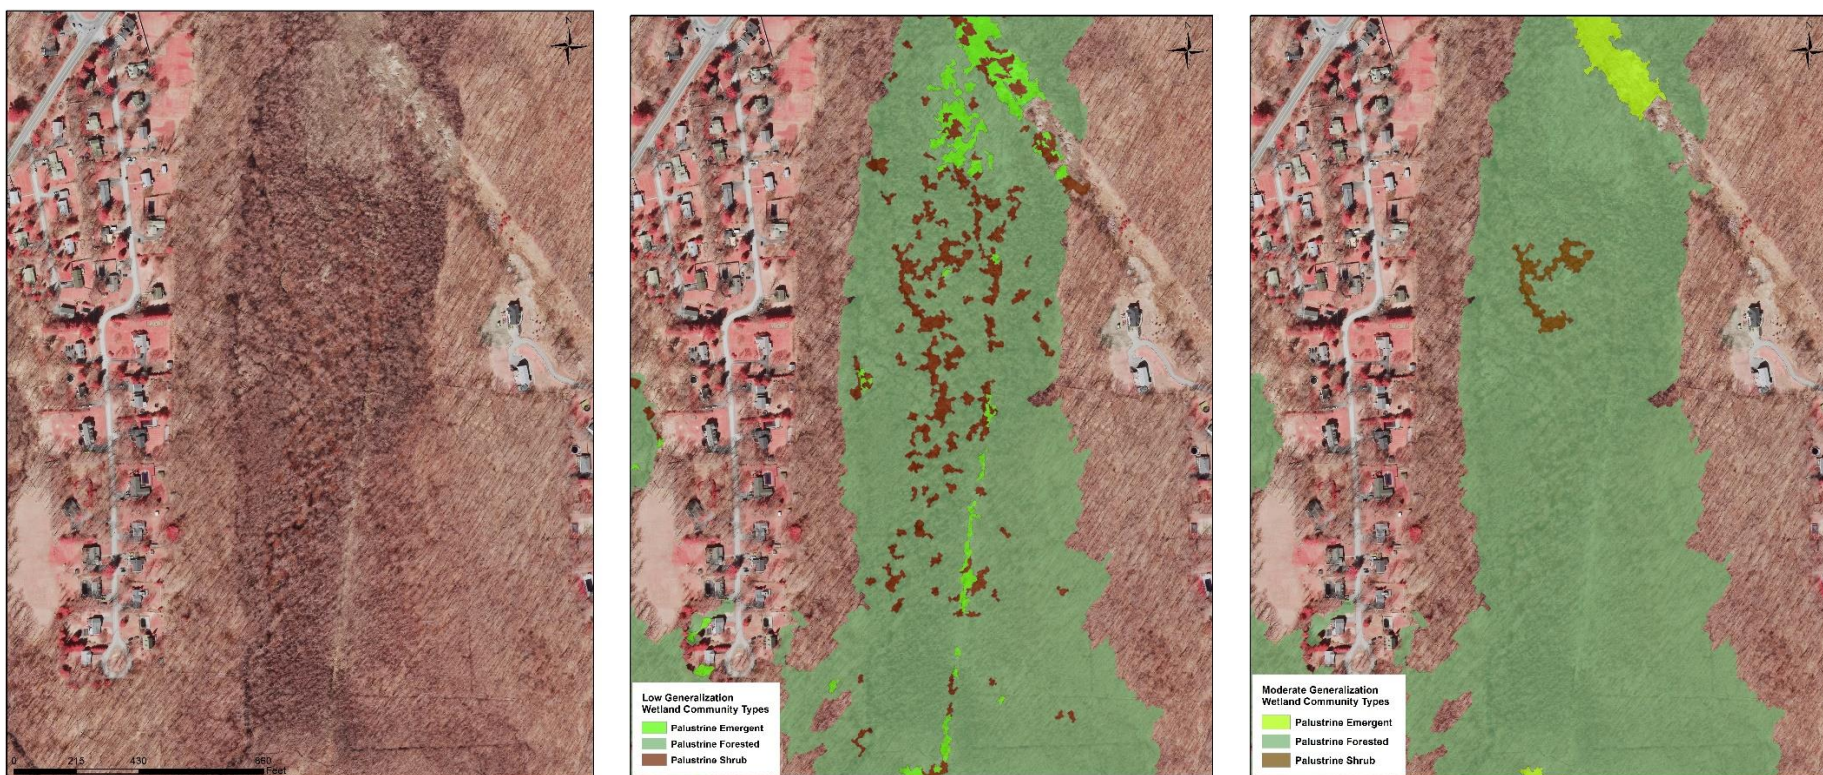 N
0 215 430 860
Feet
N
Low Generalization
Wetland Community Types
Palustrine Emergent
Palustrine Forested
Palustrine Shrub
N
Moderate Generalization
Wetland Community Types
Palustrine Emergent
Palustrine Forested
Palustrine Shrub